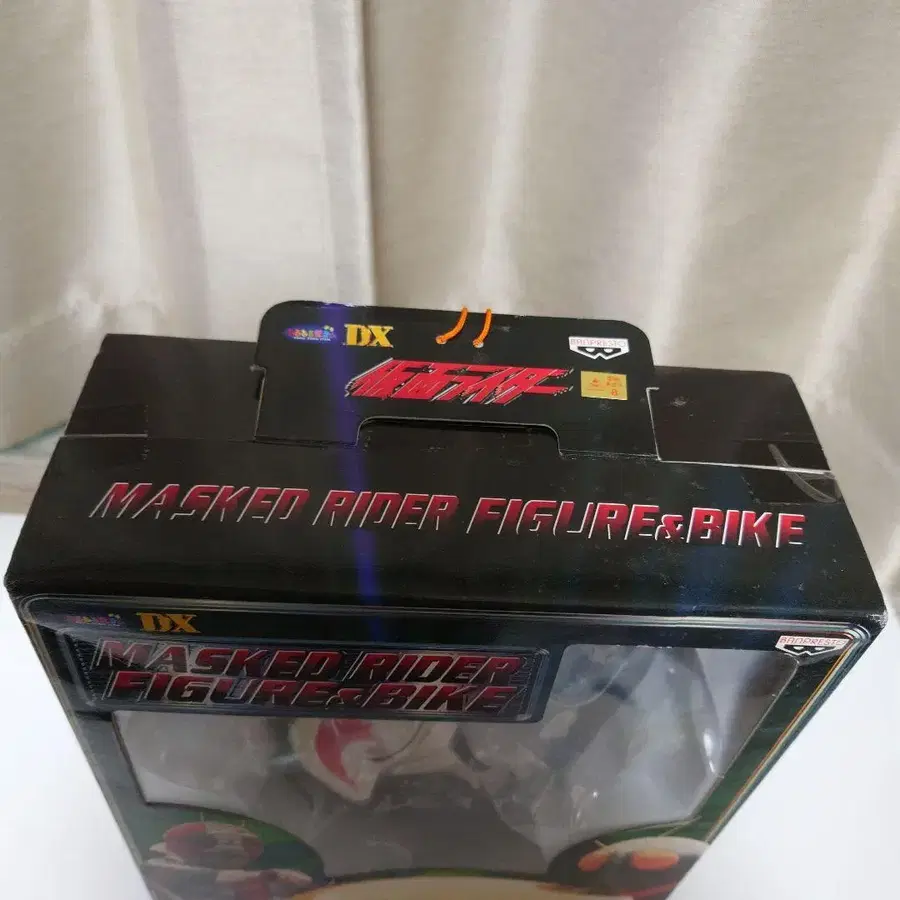 DX
BANPRESTO
仮面ライダー
MASKED RIDER FIGURE&BIKE
DX
BANPRESTO
MASKED RIDER
FIGURE&BIKE